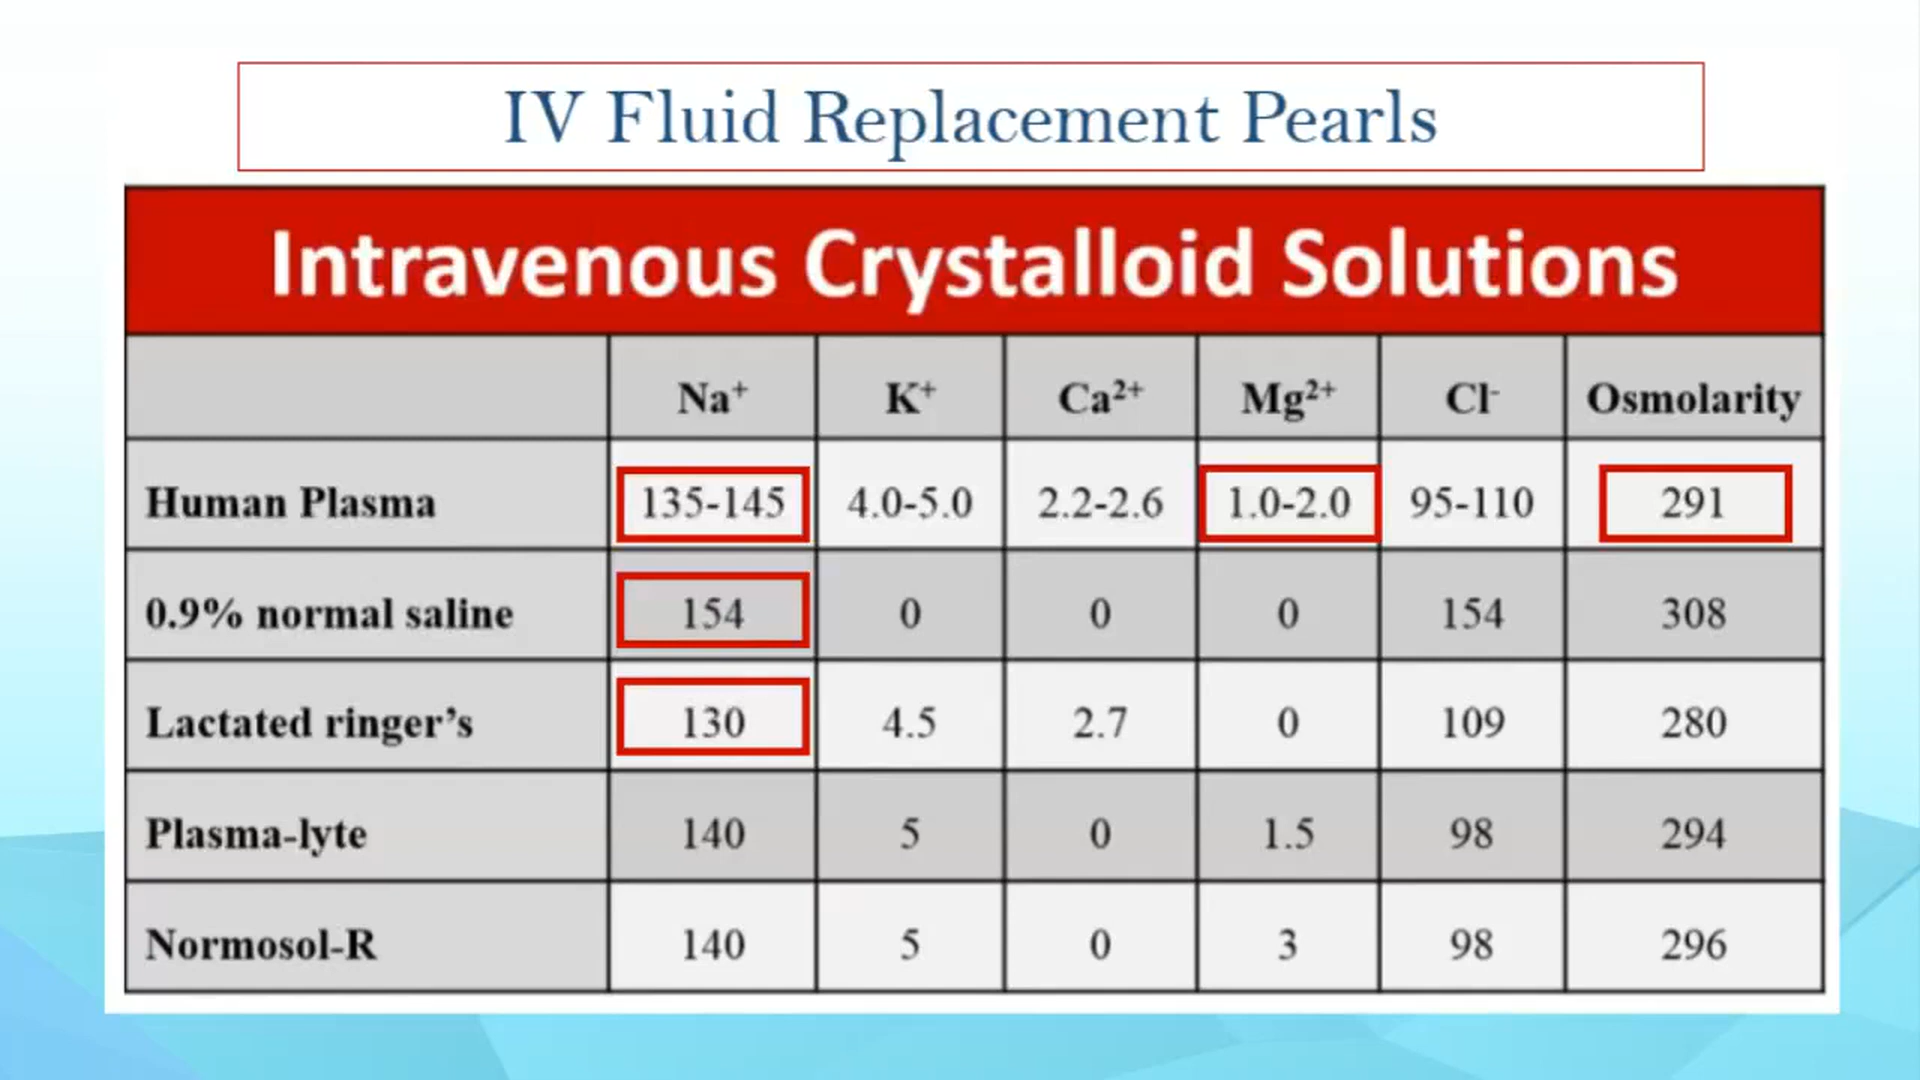 IV Fluid Replacement Pearls
Intravenous Crystalloid Solutions
Na⁺ K⁺ Ca²⁺ Mg²⁺ Cl⁻ Osmolarity
Human Plasma 135-145 4.0-5.0 2.2-2.6 1.0-2.0 95-110 291
0.9% normal saline 154 0 0 0 154 308
Lactated ringer’s 130 4.5 2.7 0 109 280
Plasma-lyte 140 5 0 1.5 98 294
Normosol-R 140 5 0 3 98 296